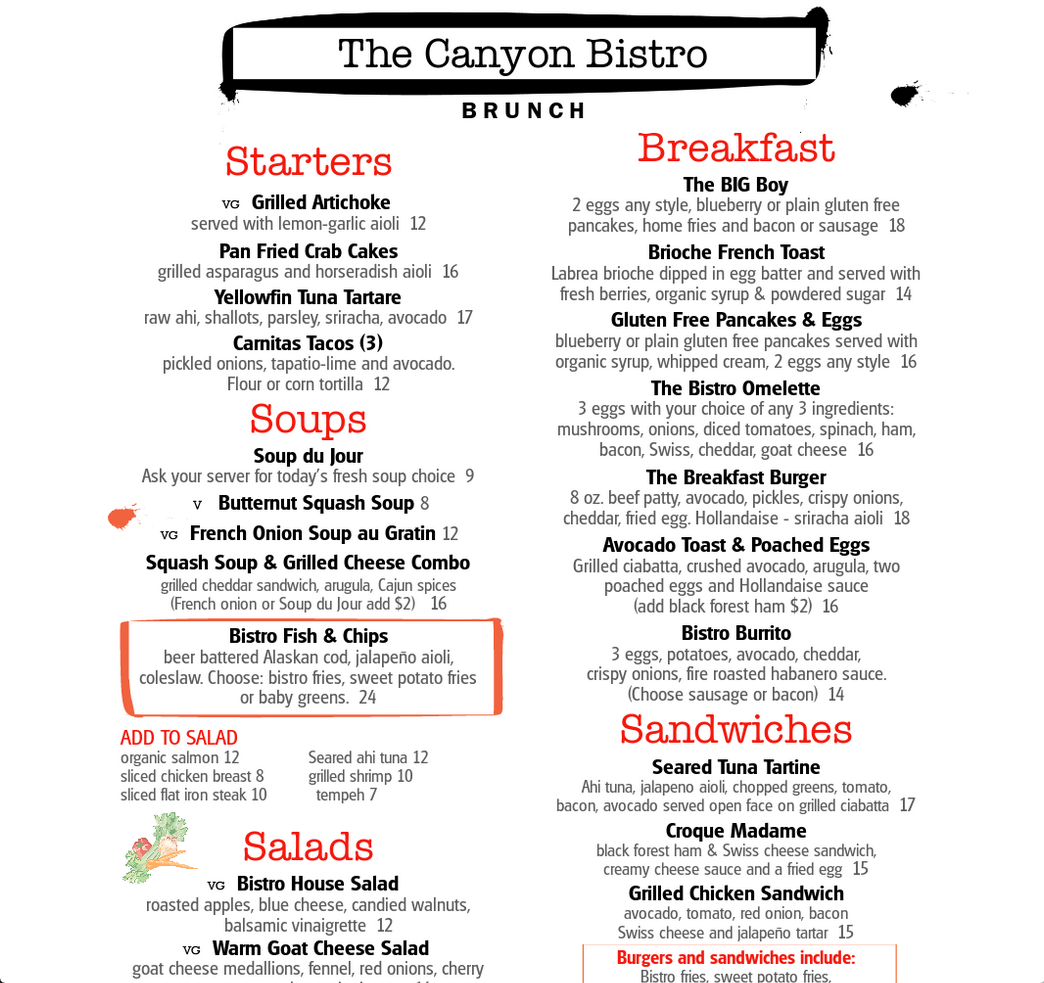 The Canyon Bistro
BRUNCH
Starters
VG Grilled Artichoke
served with lemon-garlic aioli 12
Pan Fried Crab Cakes
grilled asparagus and horseradish aioli 16
Yellowfin Tuna Tartare
raw ahi, shallots, parsley, sriracha, avocado 17
Carnitas Tacos (3)
pickled onions, tapatio-lime and avocado.
Flour or corn tortilla 12
Soups
Soup du Jour
Ask your server for today's fresh soup choice 9
V Butternut Squash Soup 8
VG French Onion Soup au Gratin 12
Squash Soup & Grilled Cheese Combo
grilled cheddar sandwich, arugula, Cajun spices
(French onion or Soup du Jour add $2) 16
Bistro Fish & Chips
beer battered Alaskan cod, jalapeño aioli,
coleslaw. Choose: bistro fries, sweet potato fries
or baby greens. 24
ADD TO SALAD
organic salmon 12 Seared ahi tuna 12
sliced chicken breast 8 grilled shrimp 10
sliced flat iron steak 10 tempeh 7
Salads
VG Bistro House Salad
roasted apples, blue cheese, candied walnuts,
balsamic vinaigrette 12
VG Warm Goat Cheese Salad
goat cheese medallions, fennel, red onions, cherry
Breakfast
The BIG Boy
2 eggs any style, blueberry or plain gluten free
pancakes, home fries and bacon or sausage 18
Brioche French Toast
Labrea brioche dipped in egg batter and served with
fresh berries, organic syrup & powdered sugar 14
Gluten Free Pancakes & Eggs
blueberry or plain gluten free pancakes served with
organic syrup, whipped cream, 2 eggs any style 16
The Bistro Omelette
3 eggs with your choice of any 3 ingredients:
mushrooms, onions, diced tomatoes, spinach, ham,
bacon, Swiss, cheddar, goat cheese 16
The Breakfast Burger
8 oz. beef patty, avocado, pickles, crispy onions,
cheddar, fried egg. Hollandaise - sriracha aioli 18
Avocado Toast & Poached Eggs
Grilled ciabatta, crushed avocado, arugula, two
poached eggs and Hollandaise sauce
(add black forest ham $2) 16
Bistro Burrito
3 eggs, potatoes, avocado, cheddar,
crispy onions, fire roasted habanero sauce.
(Choose sausage or bacon) 14
Sandwiches
Seared Tuna Tartine
Ahi tuna, jalapeno aioli, chopped greens, tomato,
bacon, avocado served open face on grilled ciabatta 17
Croque Madame
black forest ham & Swiss cheese sandwich,
creamy cheese sauce and a fried egg 15
Grilled Chicken Sandwich
avocado, tomato, red onion, bacon
Swiss cheese and jalapeño tartar 15
Burgers and sandwiches include:
Bistro fries, sweet potato fries,